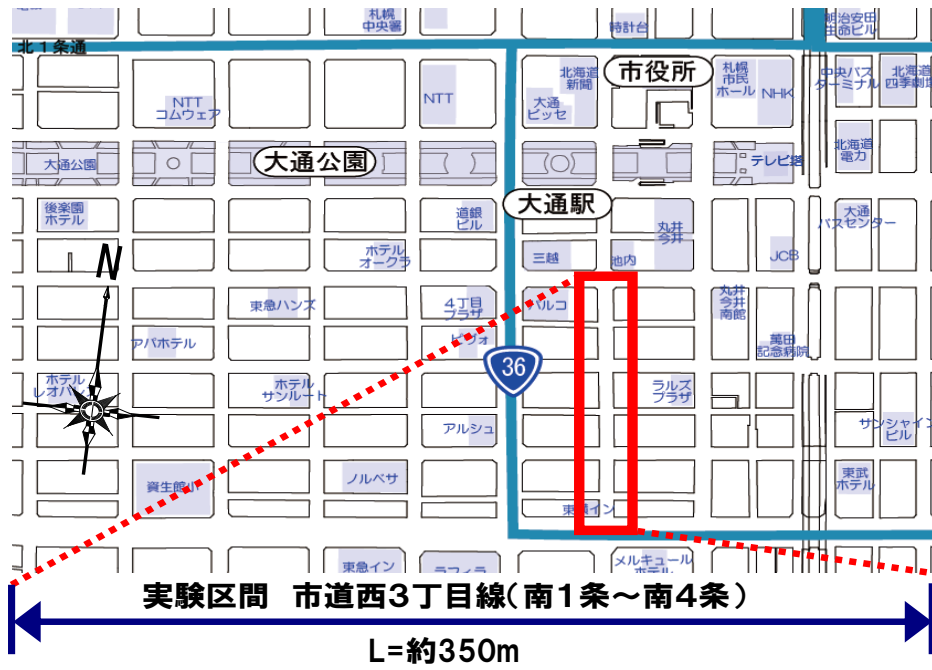 札幌
中央署
時計台
明治安田
生命ビル
北1条通
市役所
NTT
コムウェア
NTT
北海道
新聞
大通
ビッセ
札幌
市民
ホール
NHK
中央バス
ターミナル
北海道
四季劇場
大通公園
大通公園
テレビ塔
北海道
電力
後楽園
ホテル
道銀
ビル
大通駅
丸井
今井
大通
バスセンター
N
ホテル
オークラ
三越
池内
JCB
東急ハンズ
4丁目
プラザ
パルコ
丸井
今井
南館
アパホテル
ビヴォ
萬田
記念病院
36
ホテル
レオパレ
ホテル
サンルート
ラルズ
プラザ
アルシュ
サンシャイン
ビル
資生館小
ノルベサ
東横イン
東武
ホテル
東急イン
ラフィラ
メルキュール
ホテル
実験区間 市道西3丁目線(南1条～南4条)
L=約350m